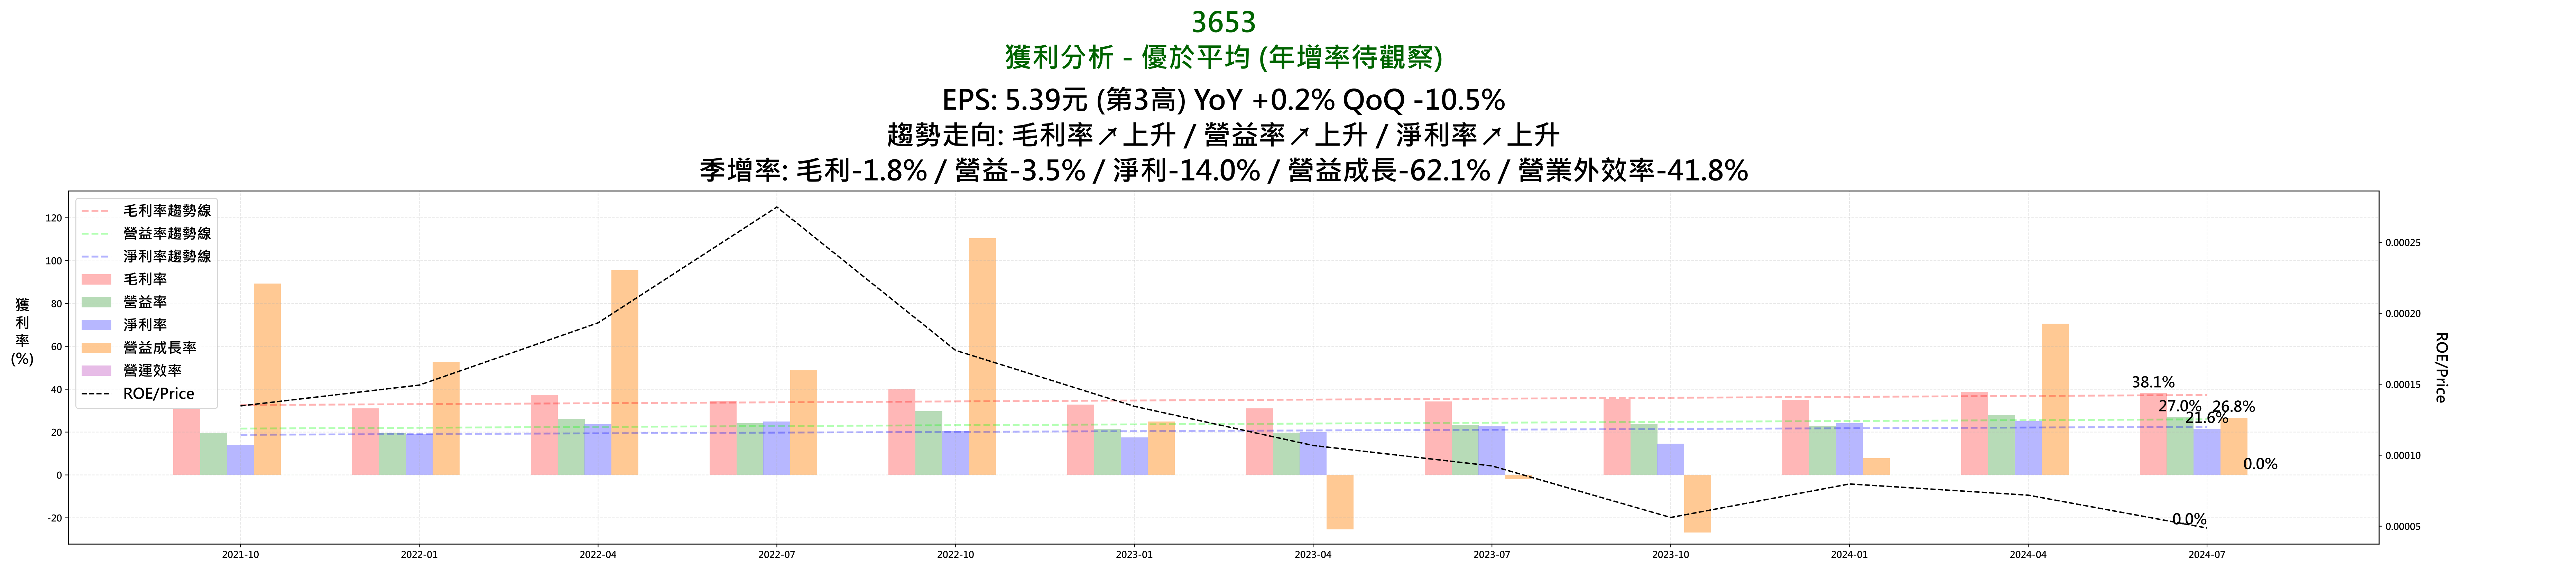 3653
獲利分析 - 優於平均 (年增率待觀察)
EPS: 5.39元 (第3高) YoY +0.2% QoQ -10.5%
趨勢走向: 毛利率↗上升 / 營益率↗上升 / 淨利率↗上升
季增率: 毛利-1.8% / 營益-3.5% / 淨利-14.0% / 營益成長-62.1% / 營業外效率-41.8%
毛利率趨勢線
營益率趨勢線
淨利率趨勢線
毛利率
營益率
淨利率
營益成長率
營運效率
ROE/Price
獲利率(%)
120
100
80
60
40
20
0
-20
38.1%
27.0%
26.8%
21.6%
0.0%
0.0%
0.00025
0.00020
0.00015
0.00010
0.00005
ROE/Price
2021-10
2022-01
2022-04
2022-07
2022-10
2023-01
2023-04
2023-07
2023-10
2024-01
2024-04
2024-07